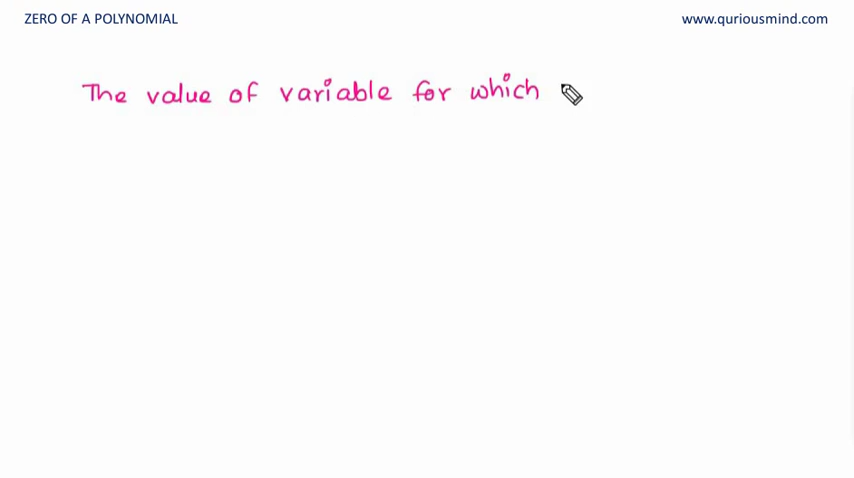 ZERO OF A POLYNOMIAL
www.quriousmind.com
The value of variable for which